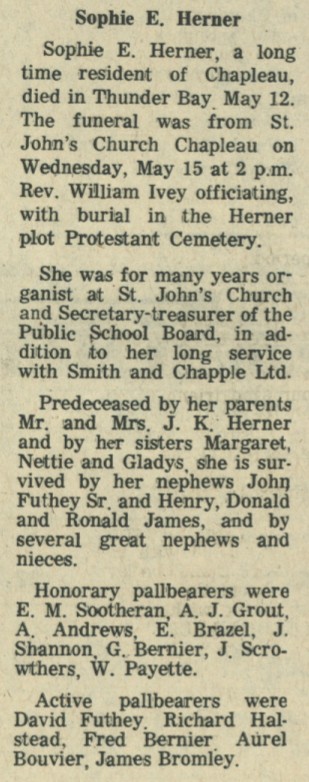 Sophie E. Herner
Sophie E. Herner, a long
time resident of Chapleau,
died in Thunder Bay May 12.
The funeral was from St.
John's Church Chapleau on
Wednesday, May 15 at 2 p.m.
Rev. William Ivey officiating,
with burial in the Herner
plot Protestant Cemetery.
She was for many years or-
ganist at St. John's Church
and Secretary-treasurer of the
Public School Board, in ad-
dition to her long service
with Smith and Chapple Ltd.
Predeceased by her parents
Mr. and Mrs. J. K. Herner
and by her sisters Margaret,
Nettie and Gladys, she is sur-
vived by her nephews John
Futhey Sr. and Henry, Donald
and Ronald James, and by
several great nephews and
nieces.
Honorary pallbearers were
E. M. Sootheran, A. J. Grout,
A. Andrews, E. Brazel, J.
Shannon, G. Bernier, J. Scro-
wthers, W. Payette.
Active pallbearers were
David Futhey, Richard Hal-
stead, Fred Bernier Aurel
Bouvier, James Bromley.